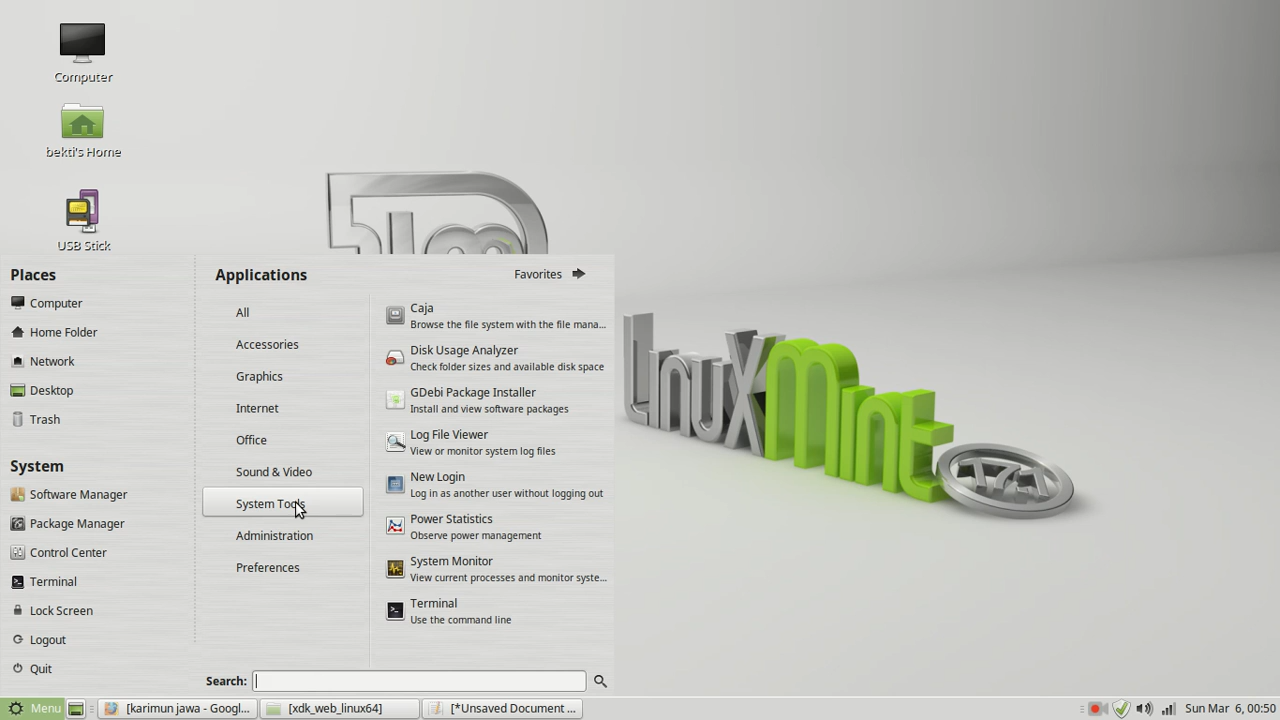 Computer
bekti's Home
USB Stick
Linux Mint 17.1
Places
Computer
Home Folder
Network
Desktop
Trash
System
Software Manager
Package Manager
Control Center
Terminal
Lock Screen
Logout
Quit
Applications
Favorites
All
Accessories
Graphics
Internet
Office
Sound & Video
System Tools
Administration
Preferences
Caja
Browse the file system with the file mana...
Disk Usage Analyzer
Check folder sizes and available disk space
GDebi Package Installer
Install and view software packages
Log File Viewer
View or monitor system log files
New Login
Log in as another user without logging out
Power Statistics
Observe power management
System Monitor
View current processes and monitor syste...
Terminal
Use the command line
Search:
Menu
[karimun jawa - Googl...
[xdk_web_linux64]
[*Unsaved Document ...
Sun Mar 6, 00:50